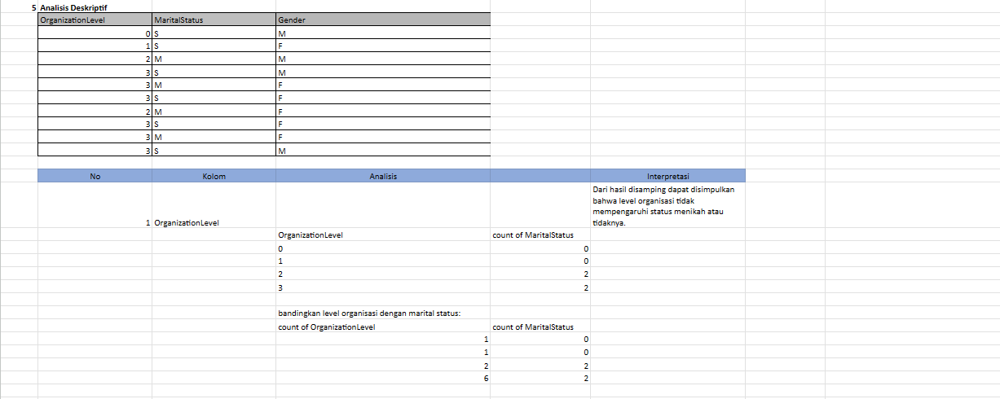 5 Analisis Deskriptif
OrganizationLevel MaritalStatus Gender
0 S M
1 S F
2 M M
3 S M
3 M F
3 S F
2 M F
3 S F
3 M F
3 S M
No Kolom Analisis Interpretasi
Dari hasil disamping dapat disimpulkan
bahwa level organisasi tidak
mempengaruhi status menikah atau
tidaknya.
1 OrganizationLevel
OrganizationLevel count of MaritalStatus
0 0
1 0
2 2
3 2
bandingkan level organisasi dengan marital status:
count of OrganizationLevel count of MaritalStatus
1 0
1 0
2 2
6 2